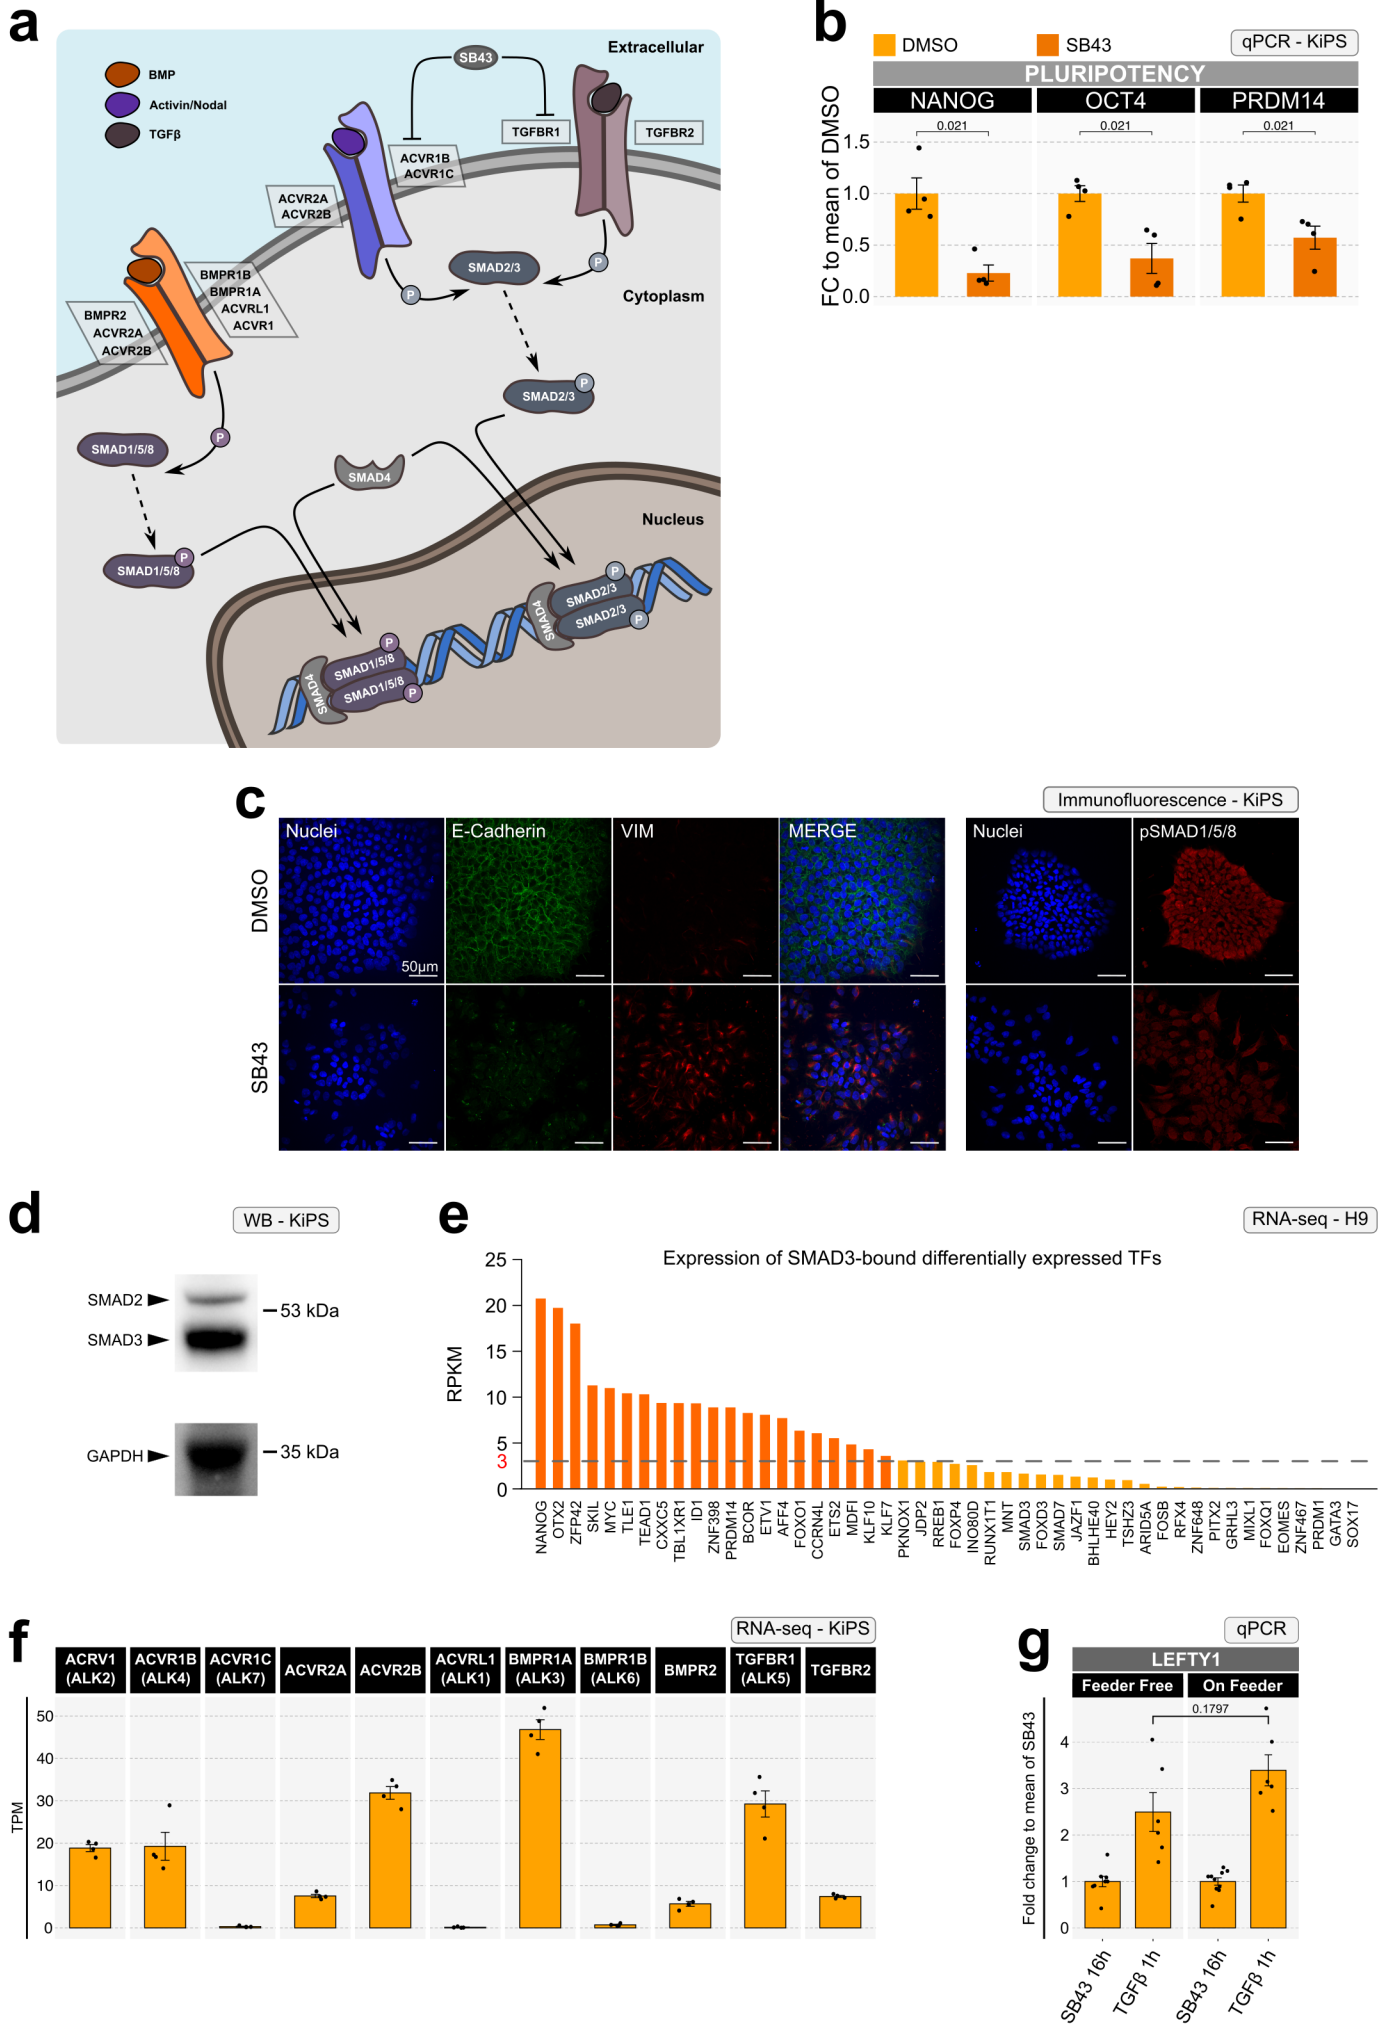 a
Extracellular
BMP
Activin/Nodal
TGFβ
SB43
TGFBR1
TGFBR2
ACVR1B
ACVR1C
ACVR2A
ACVR2B
BMPR1B
BMPR1A
ACVRL1
ACVR1
BMPR2
ACVR2A
ACVR2B
SMAD2/3
P
P
Cytoplasm
P
SMAD2/3
P
SMAD1/5/8
SMAD4
P
SMAD1/5/8
Nucleus
P
SMAD4
SMAD2/3
SMAD2/3
P
P
SMAD4
SMAD1/5/8
SMAD1/5/8
P
b
DMSO
SB43
qPCR - KiPS
PLURIPOTENCY
NANOG
OCT4
PRDM14
FC to mean of DMSO
1.5
1.0
0.5
0.0
0.021
0.021
0.021
c
Immunofluorescence - KiPS
Nuclei
E-Cadherin
VIM
MERGE
Nuclei
pSMAD1/5/8
DMSO
50µm
SB43
d
WB - KiPS
SMAD2
53 kDa
SMAD3
GAPDH
35 kDa
e
RNA-seq - H9
Expression of SMAD3-bound differentially expressed TFs
RPKM
25
20
15
10
5
3
0
NANOG
OTX2
ZFP42
SKIL
MYC
TLE1
TEAD1
CXXC5
TBL1XR1
ID1
ZNF398
PRDM14
BCOR
ETV1
AFF4
FOXO1
CCRN4L
ETS2
MDFI
KLF10
KLF7
PKNOX1
JDP2
RREB1
FOXP4
INO80D
RUNX1T1
MNT
SMAD3
FOXD3
SMAD7
JAZF1
BHLHE40
HEY2
TSHZ3
ARID5A
FOSB
RFX4
ZNF648
PITX2
GRHL3
MIXL1
FOXQ1
EOMES
ZNF467
PRDM1
GATA3
SOX17
f
RNA-seq - KiPS
ACRV1
(ALK2)
ACVR1B
(ALK4)
ACVR1C
(ALK7)
ACVR2A
ACVR2B
ACVRL1
(ALK1)
BMPR1A
(ALK3)
BMPR1B
(ALK6)
BMPR2
TGFBR1
(ALK5)
TGFBR2
TPM
50
40
30
20
10
0
g
qPCR
LEFTY1
Feeder Free
On Feeder
0.1797
Fold change to mean of SB43
4
3
2
1
0
SB43 16h
TGFβ 1h
SB43 16h
TGFβ 1h